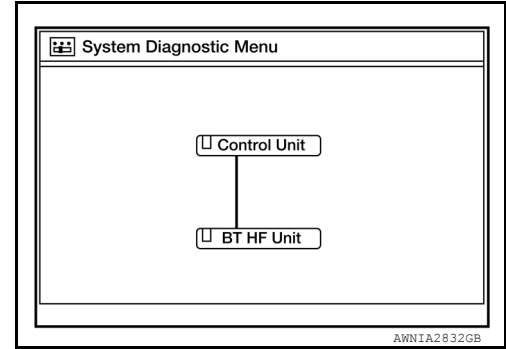 System Diagnostic Menu
Control Unit
BT HF Unit
AWNIA2832GB